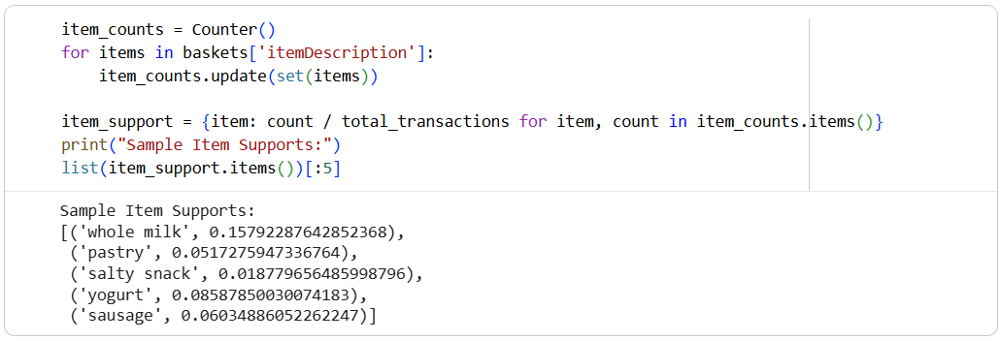 item_counts = Counter()
for items in baskets['itemDescription']:
    item_counts.update(set(items))

item_support = {item: count / total_transactions for item, count in item_counts.items()}
print("Sample Item Supports:")
list(item_support.items())[:5]
Sample Item Supports:
[('whole milk', 0.15792287642852368),
 ('pastry', 0.0517275947336764),
 ('salty snack', 0.018779656485998796),
 ('yogurt', 0.08587850030074183),
 ('sausage', 0.06034886052262247)]